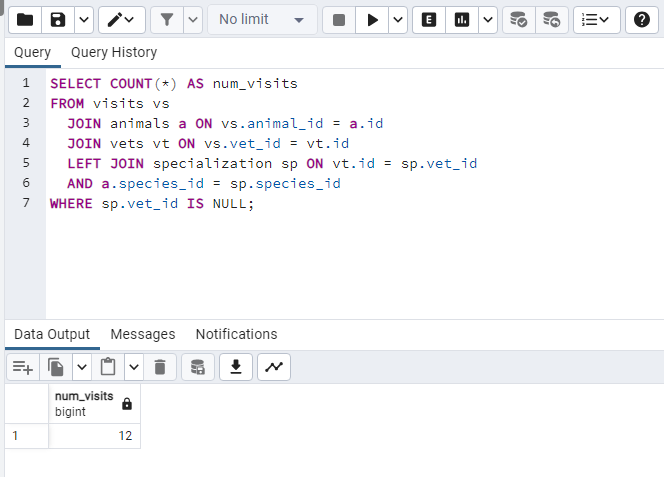 No limit
E
Query Query History
1 SELECT COUNT(*) AS num_visits
2 FROM visits vs
3 JOIN animals a ON vs.animal_id = a.id
4 JOIN vets vt ON vs.vet_id = vt.id
5 LEFT JOIN specialization sp ON vt.id = sp.vet_id
6 AND a.species_id = sp.species_id
7 WHERE sp.vet_id IS NULL;
Data Output Messages Notifications
num_visits
bigint
1 12